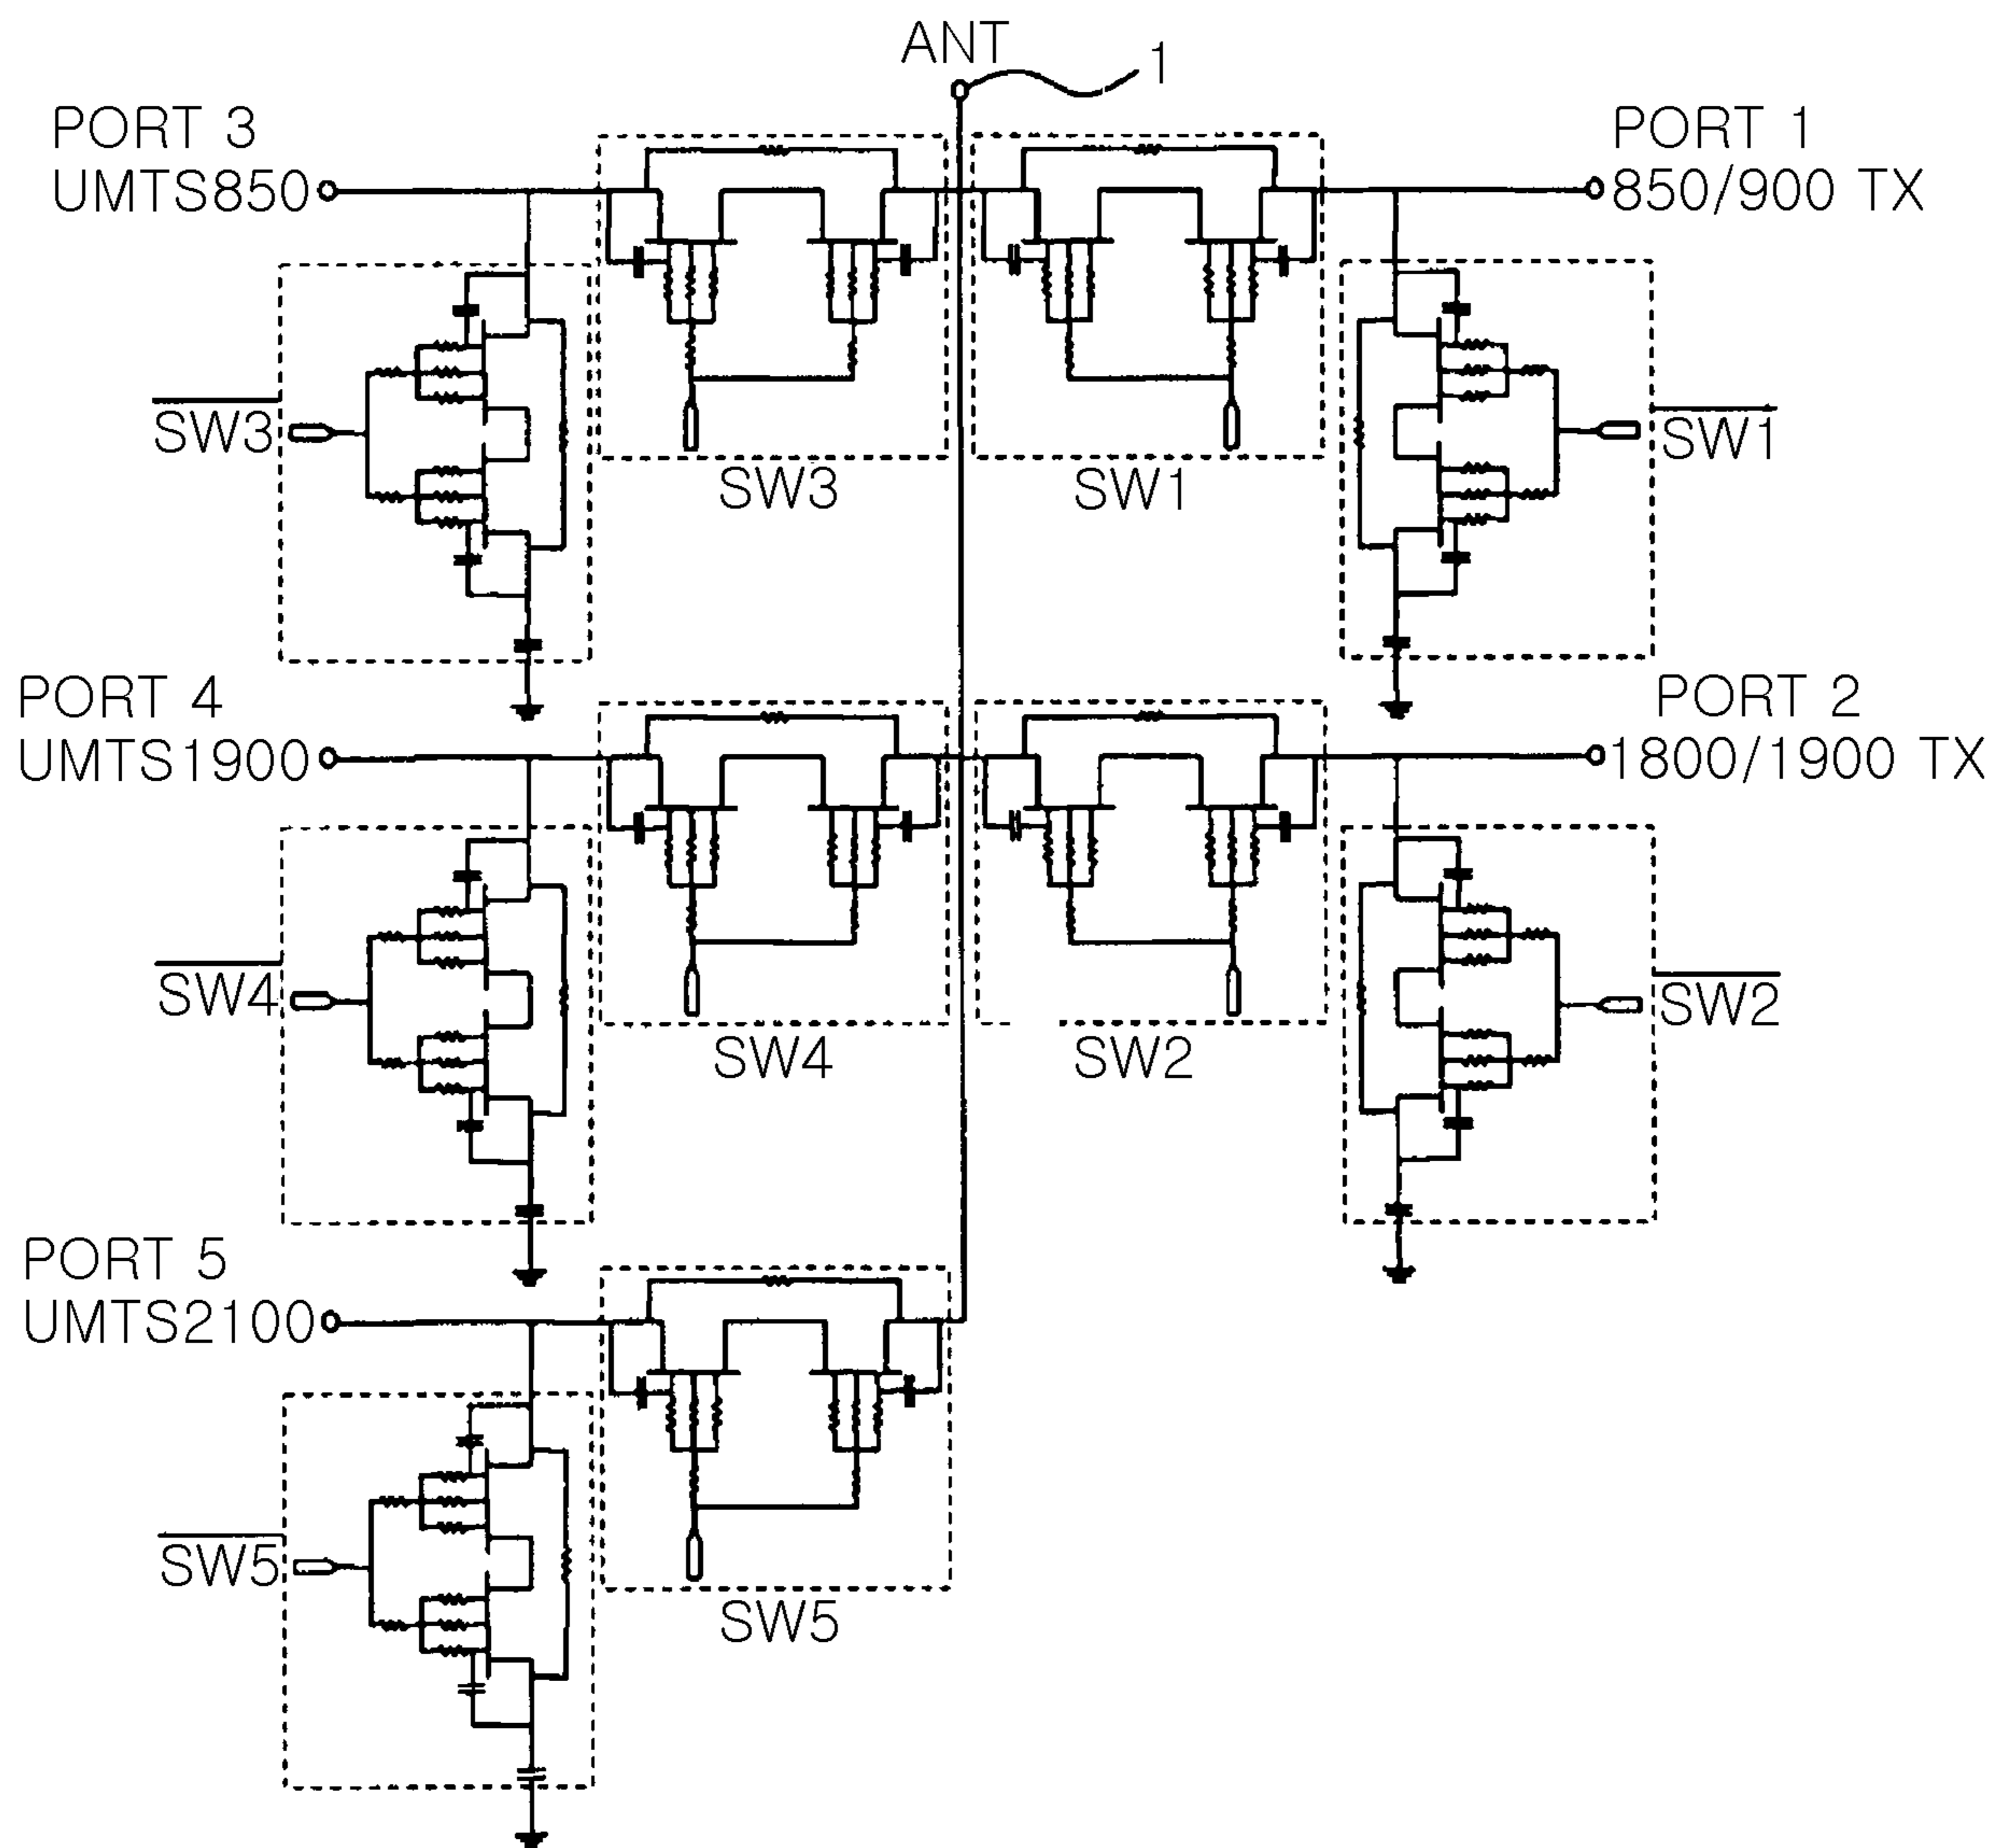 ANT
1
PORT 3
UMTS850
PORT 1
850/900 TX
SW3
SW1
SW3
SW1
PORT 4
UMTS1900
PORT 2
1800/1900 TX
SW4
SW2
SW4
SW2
PORT 5
UMTS2100
SW5
SW5